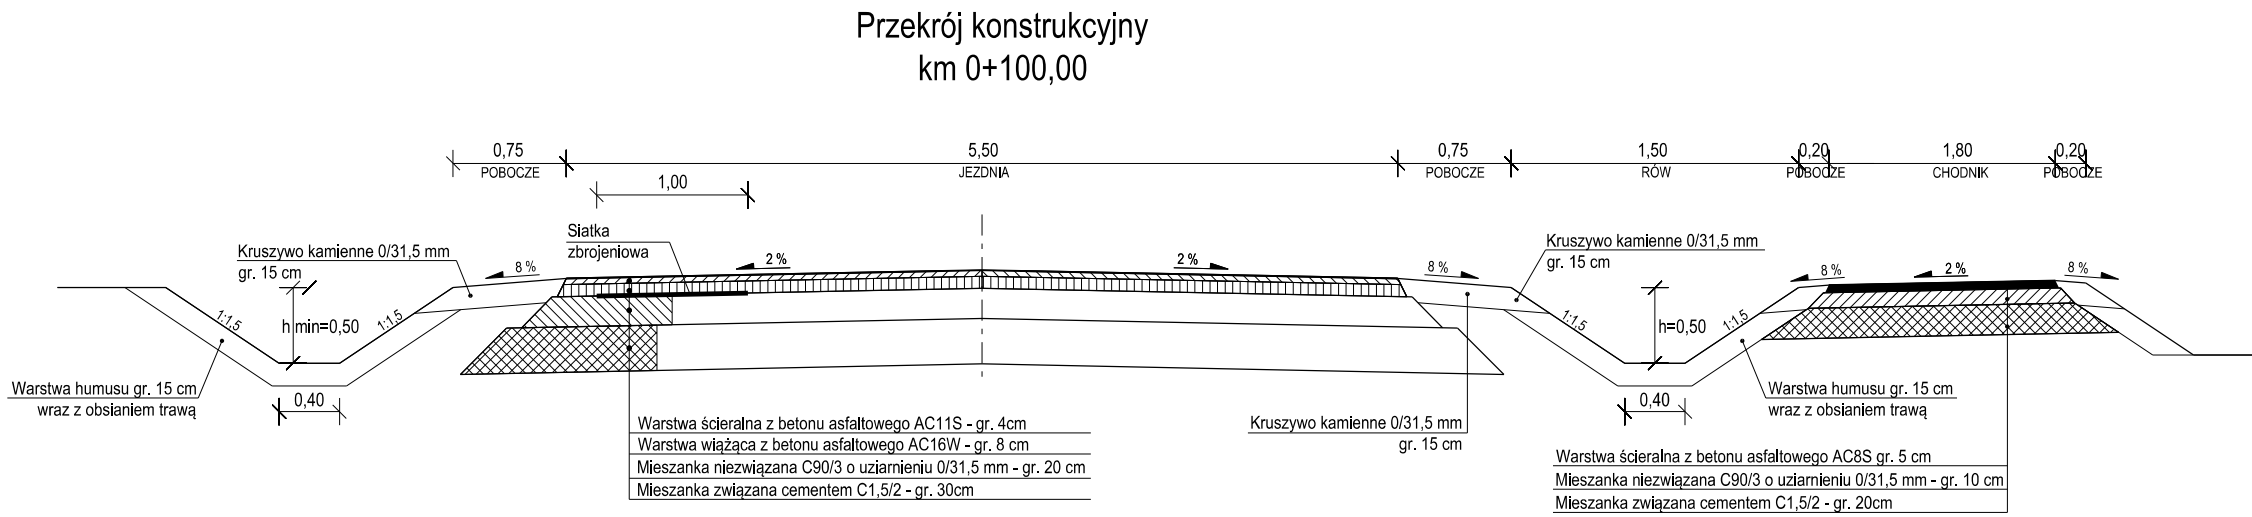 Przekrój konstrukcyjny
km 0+100,00
0,75
5,50
0,75
1,50
0,20
1,80
0,20
POBOCZE
JEZDNIA
POBOCZE
RÓW
POBOCZE
CHODNIK
POBOCZE
1,00
Siatka
zbrojeniowa
Kruszywo kamienne 0/31,5 mm
gr. 15 cm
8 %
2 %
2 %
8 %
Kruszywo kamienne 0/31,5 mm
gr. 15 cm
8 %
2 %
8 %
1:1,5
h min=0,50
1:1,5
1:1,5
h=0,50
1:1,5
Warstwa humusu gr. 15 cm
wraz z obsianiem trawą
0,40
Warstwa ścieralna z betonu asfaltowego AC11S - gr. 4cm
Warstwa wiążąca z betonu asfaltowego AC16W - gr. 8 cm
Mieszanka niezwiązana C90/3 o uziarnieniu 0/31,5 mm - gr. 20 cm
Mieszanka związana cementem C1,5/2 - gr. 30cm
Kruszywo kamienne 0/31,5 mm
gr. 15 cm
0,40
Warstwa humusu gr. 15 cm
wraz z obsianiem trawą
Warstwa ścieralna z betonu asfaltowego AC8S gr. 5 cm
Mieszanka niezwiązana C90/3 o uziarnieniu 0/31,5 mm - gr. 10 cm
Mieszanka związana cementem C1,5/2 - gr. 20cm